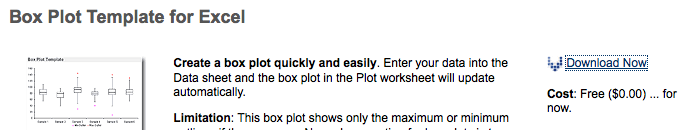 Box Plot Template for Excel
Box Plot Template
Create a box plot quickly and easily. Enter your data into the
Data sheet and the box plot in the Plot worksheet will update
automatically.
Limitation: This box plot shows only the maximum or minimum
Download Now
Cost: Free ($0.00) ... for
now.